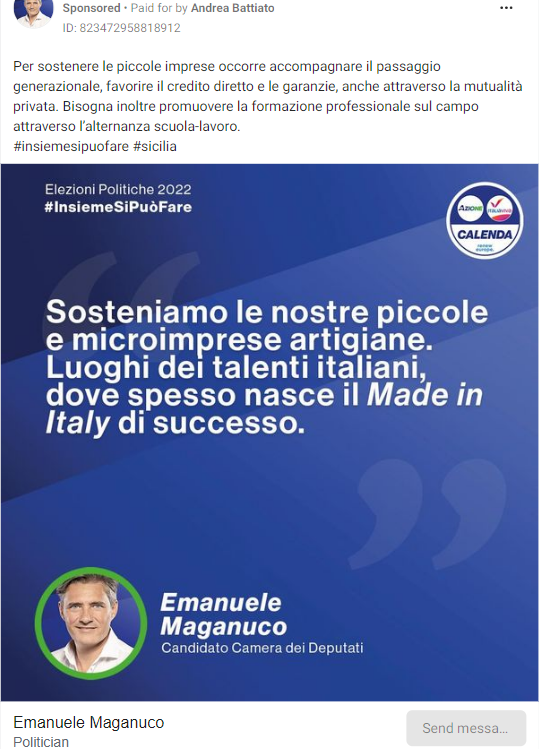 Sponsored • Paid for by Andrea Battiato
ID: 823472958818912
Per sostenere le piccole imprese occorre accompagnare il passaggio
generazionale, favorire il credito diretto e le garanzie, anche attraverso la mutualità
privata. Bisogna inoltre promuovere la formazione professionale sul campo
attraverso l'alternanza scuola-lavoro.
#insiemesipuofare #sicilia
Elezioni Politiche 2022
#InsiemeSiPuòFare
AZIONE
ITALIA VIVA
CALENDA
renew
europe.
Sosteniamo le nostre piccole
e microimprese artigiane.
Luoghi dei talenti italiani,
dove spesso nasce il Made in
Italy di successo.
Emanuele
Maganuco
Candidato Camera dei Deputati
Emanuele Maganuco
Politician
Send messa...